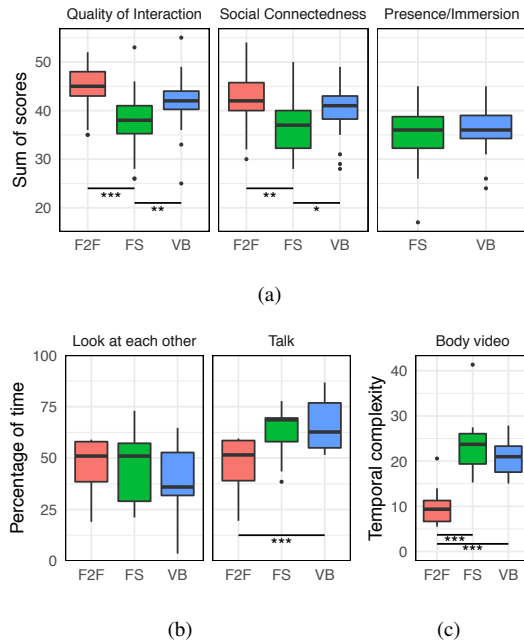 Quality of Interaction Social Connectedness Presence/Immersion
Sum of scores
50
40
30
20
*** ** ** *
F2F FS VB F2F FS VB FS VB
(a)
Look at each other Talk Body video
Percentage of time
100
75
50
25
0
***
F2F FS VB F2F FS VB
Temporal complexity
40
30
20
10
0
***
***
F2F FS VB
(b) (c)